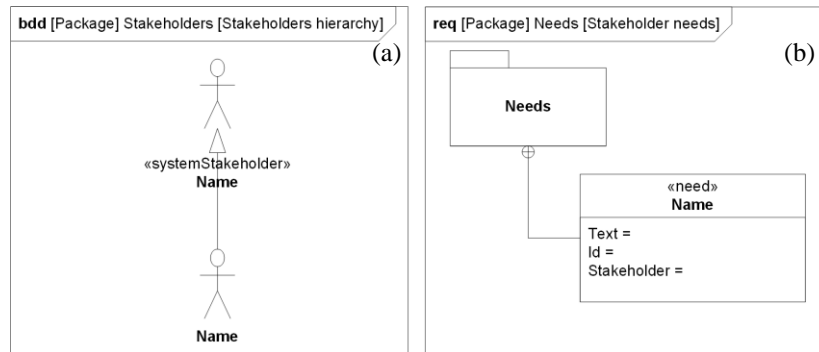 bdd [Package] Stakeholders [Stakeholders hierarchy]
(a)
«systemStakeholder»
Name
Name
req [Package] Needs [Stakeholder needs]
(b)
Needs
«need»
Name
Text =
Id =
Stakeholder =